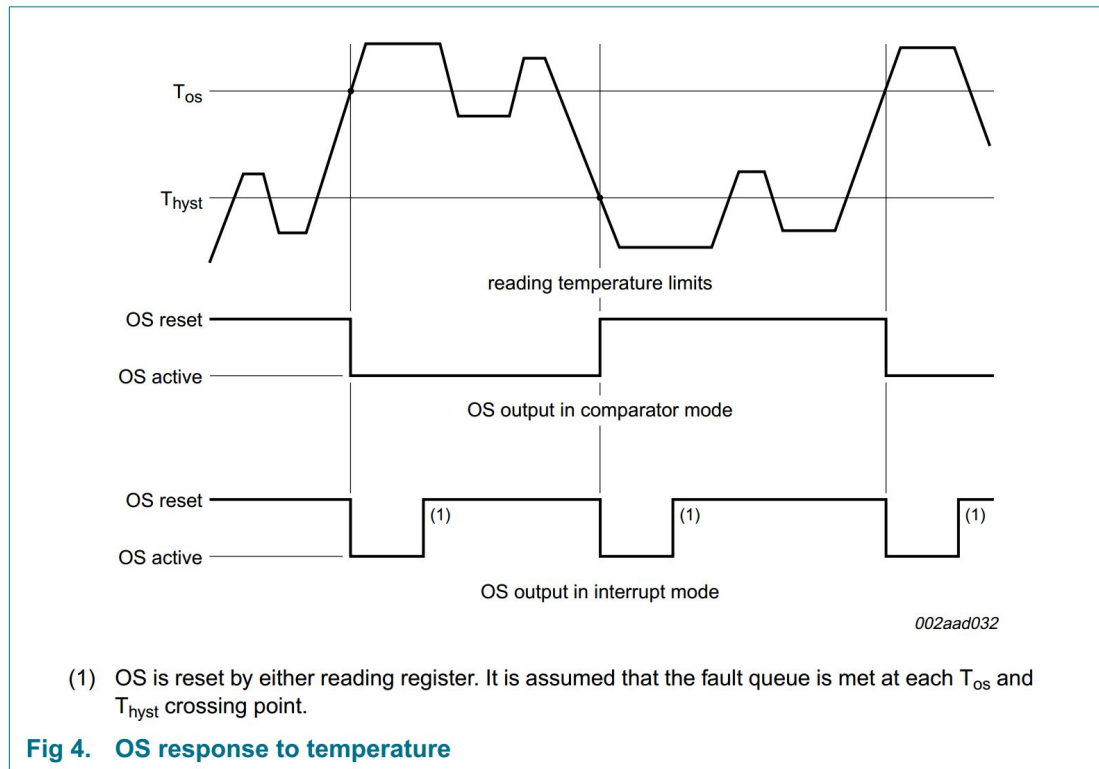 Tos
Thyst
reading temperature limits
OS reset
OS active
OS output in comparator mode
OS reset
(1) (1) (1)
OS active
OS output in interrupt mode
002aad032
(1) OS is reset by either reading register. It is assumed that the fault queue is met at each Tos and
Thyst crossing point.
Fig 4. OS response to temperature